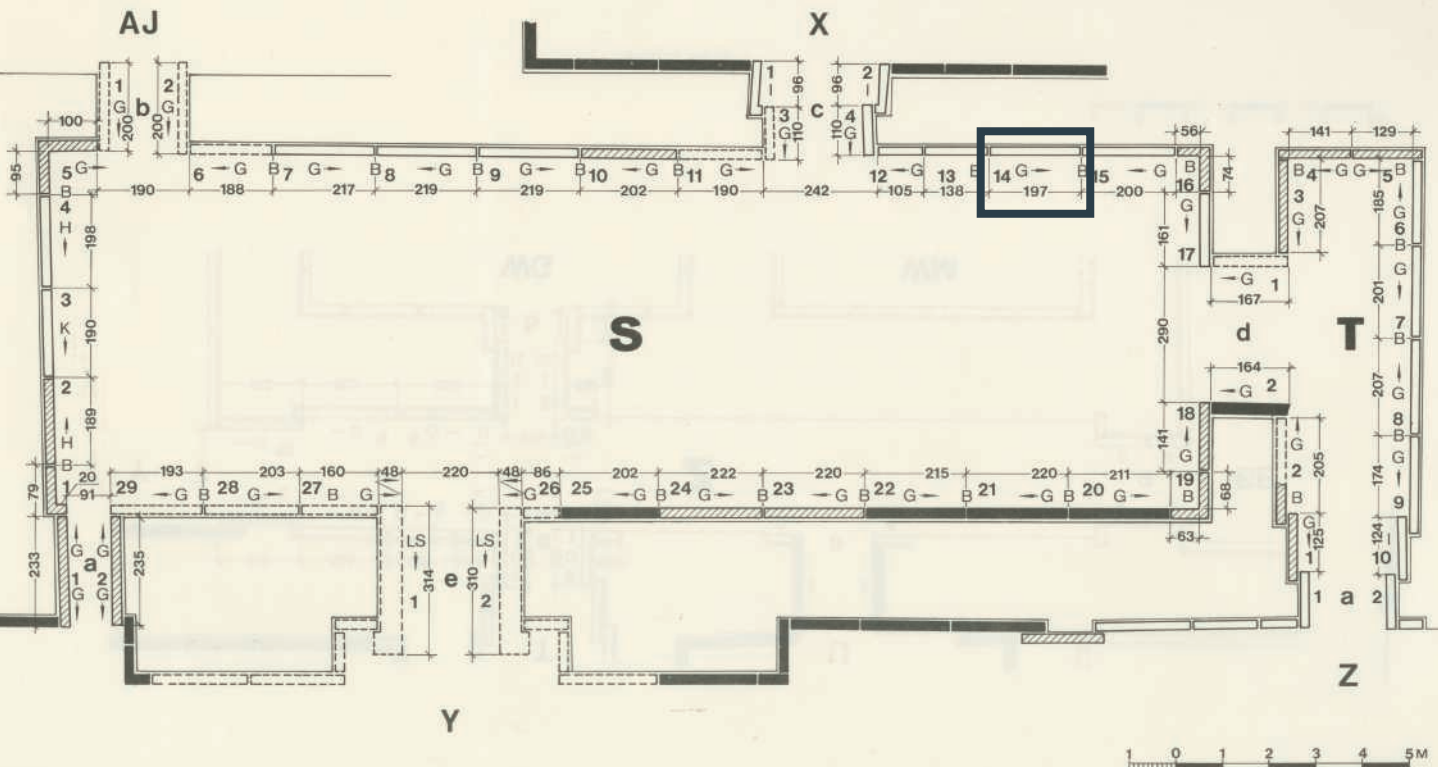 AJ
X
1 G
2 G
b
200
200
100
1 I
2 I
96
96
c
3 G
4 G
110
110
56
141
129
95
5 G
6 G B 7 G B 8 G B 9 G B 10 G B 11 G
12 G 13 B 14 G B 15 G
190 188 217 219 219 202 190 242 105 138 197 200
B 16
74
G
B 4 G G 5 B
3 G
207
185
G 6
B
B
4
H
198
161
17
G 1
167
G
201
7
B
3
K
190
S
290
d
T
2
H
B
189
164
G 2
207
G
8
B
18
G
141
G
2
B
205
G
174
9
20
1
91
79
193 203 160 48 220 48 86 202 222 220 215 220 211
29 G B 28 G B 27 B G 26 25 G B 24 G B 23 G B 22 G B 21 G B 20 G
19
B
68
63
233
G
1
G
a
G
2
G
235
LS
1
314
e
310
LS
2
G
1
125
124
I
10
1 a 2
Z
Y
1 0 1 2 3 4 5 M